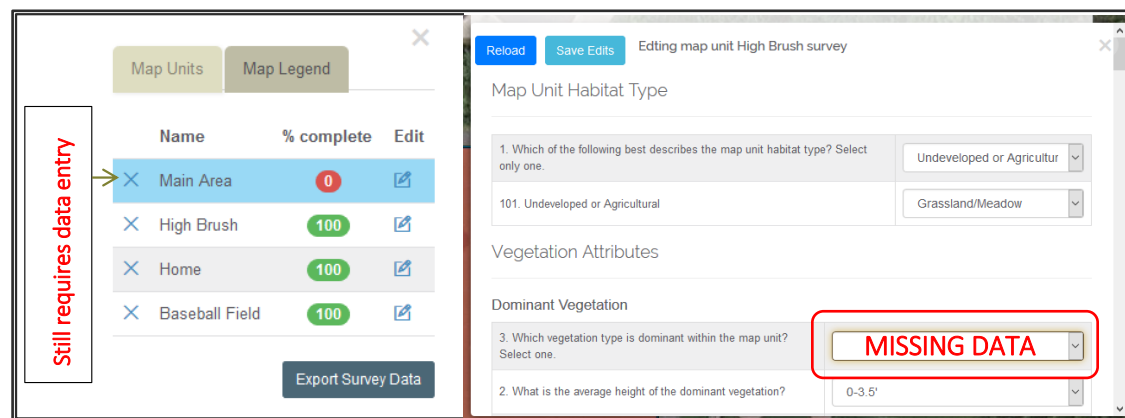 Still requires data entry
Map Units Map Legend
Name % complete Edit
Main Area 0
High Brush 100
Home 100
Baseball Field 100
Export Survey Data
Reload Save Edits Edting map unit High Brush survey
Map Unit Habitat Type
1. Which of the following best describes the map unit habitat type? Select
only one.
Undeveloped or Agricultur
101. Undeveloped or Agricultural Grassland/Meadow
Vegetation Attributes
Dominant Vegetation
3. Which vegetation type is dominant within the map unit?
Select one.
MISSING DATA
2. What is the average height of the dominant vegetation? 0-3.5'